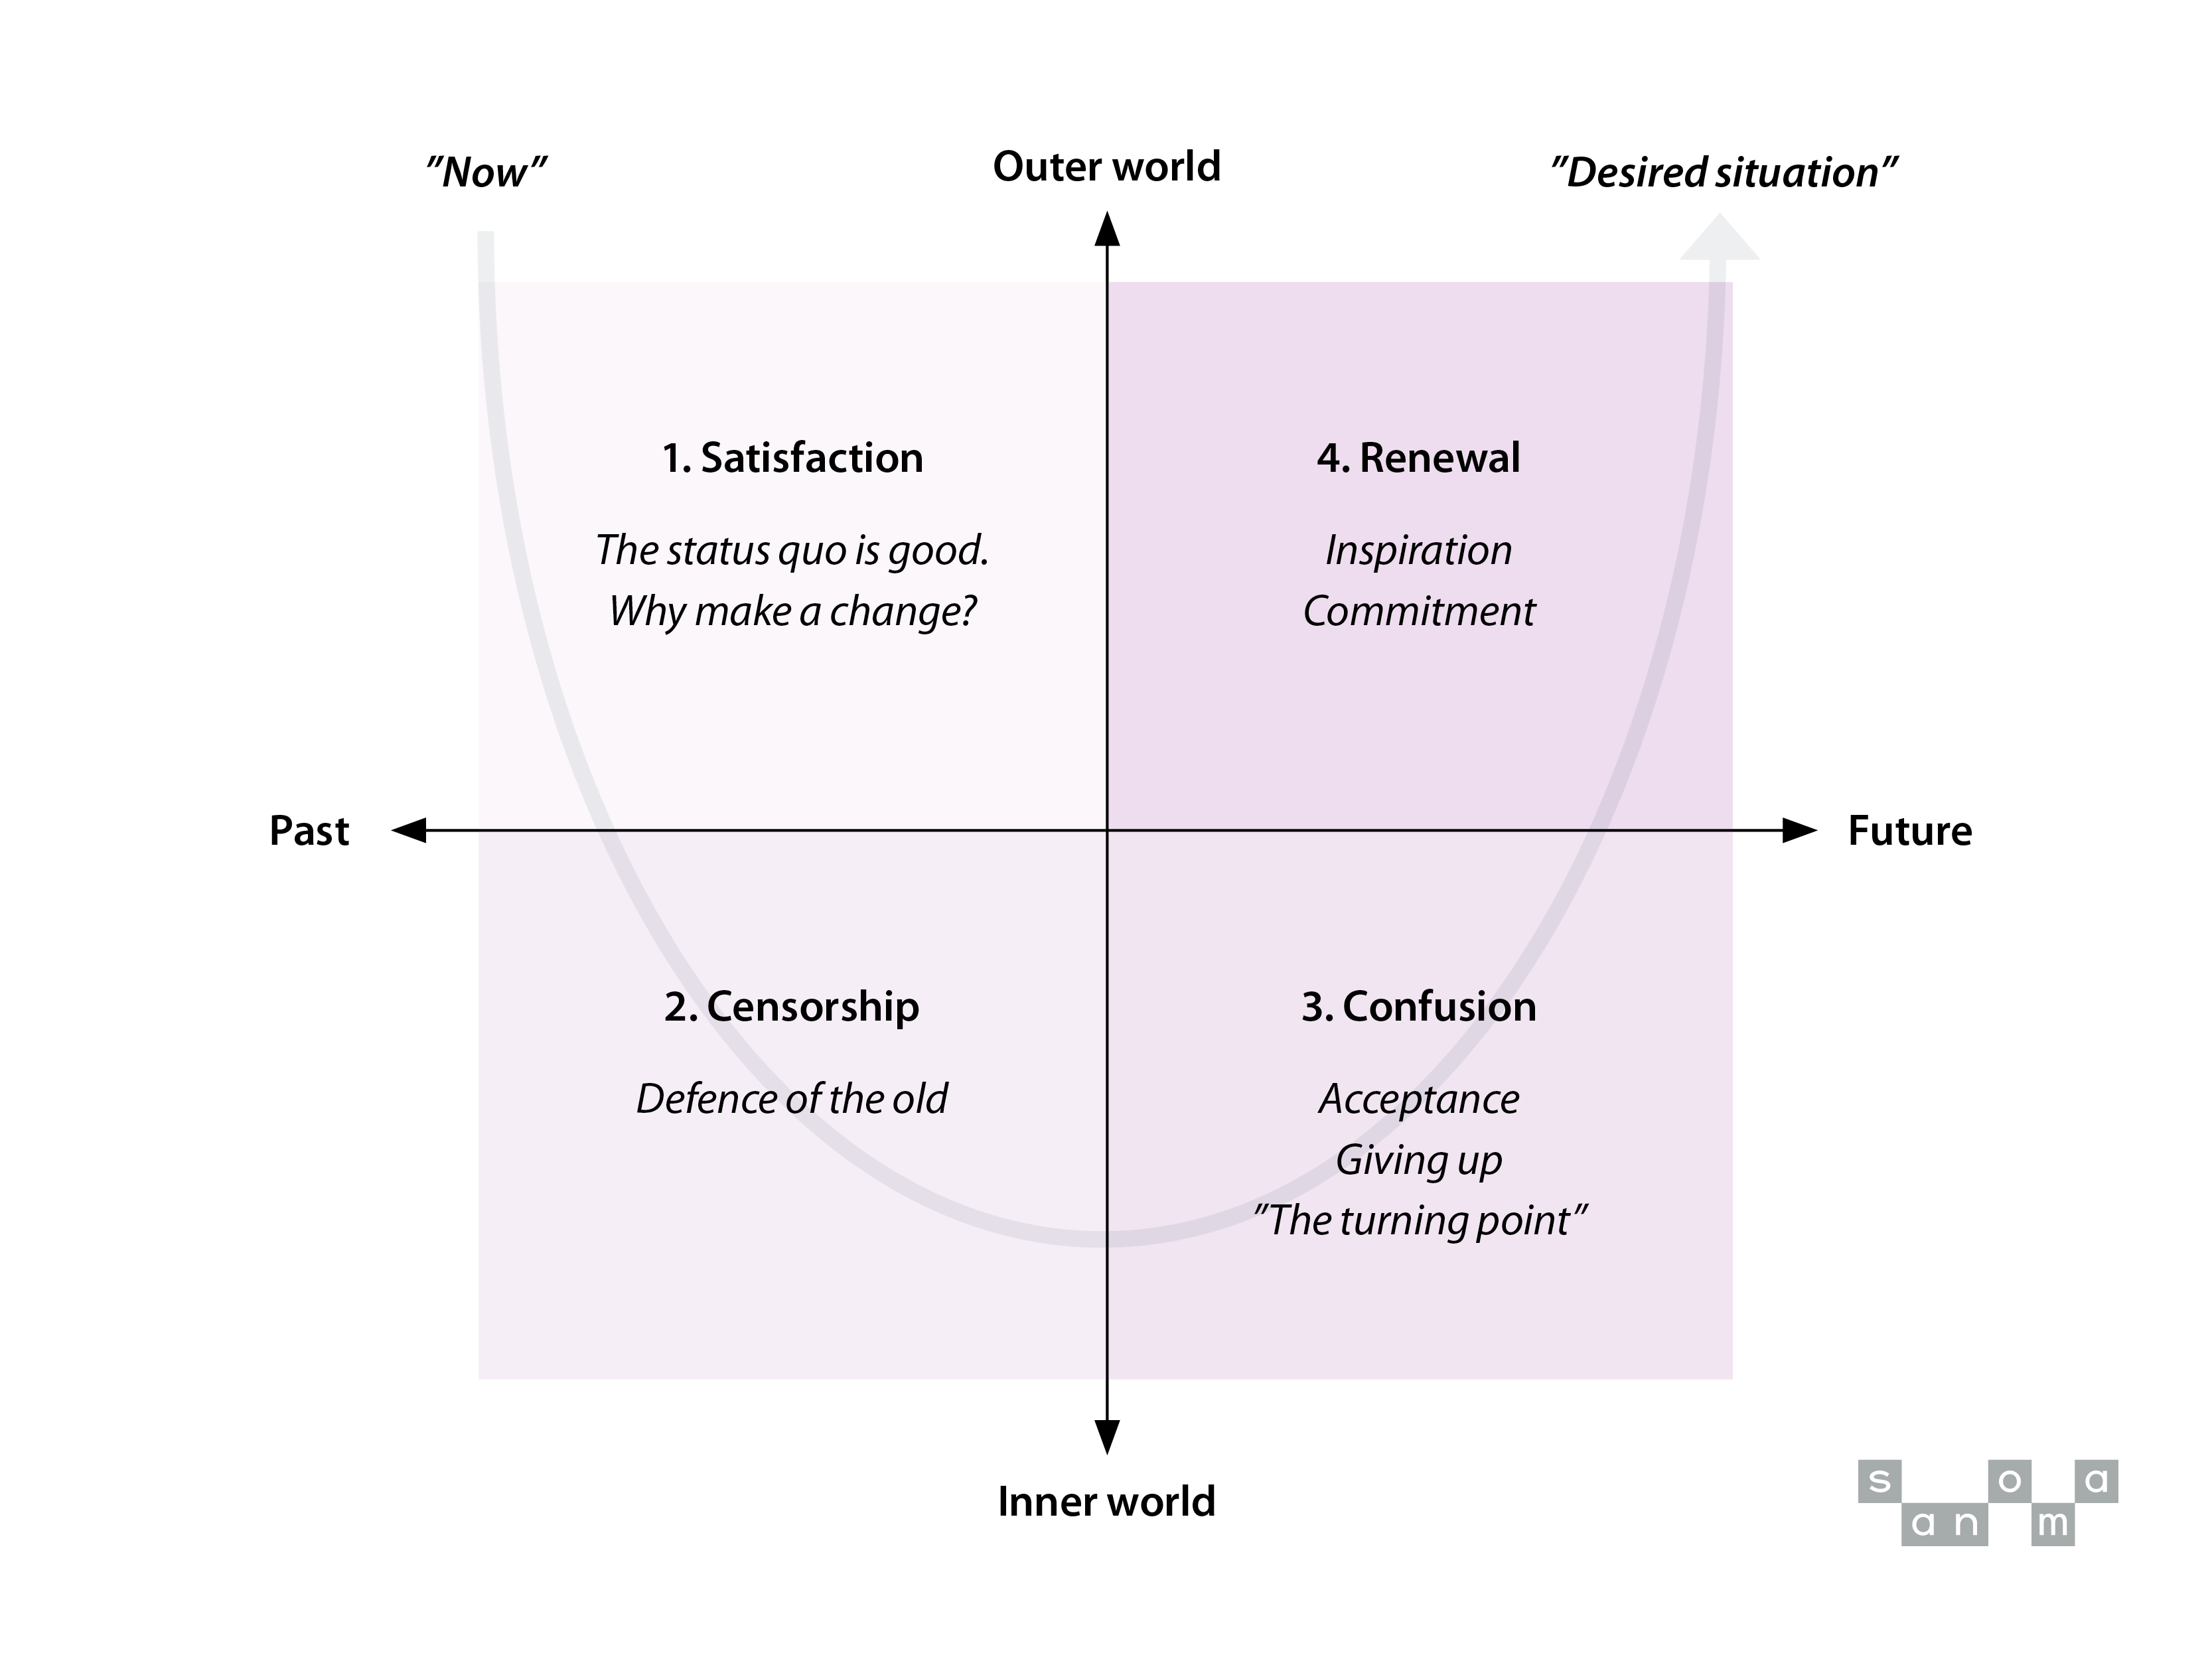 ”Now”
Outer world
”Desired situation”
1. Satisfaction
The status quo is good.
Why make a change?
4. Renewal
Inspiration
Commitment
Past
Future
2. Censorship
Defence of the old
3. Confusion
Acceptance
Giving up
”The turning point”
Inner world
sanoma